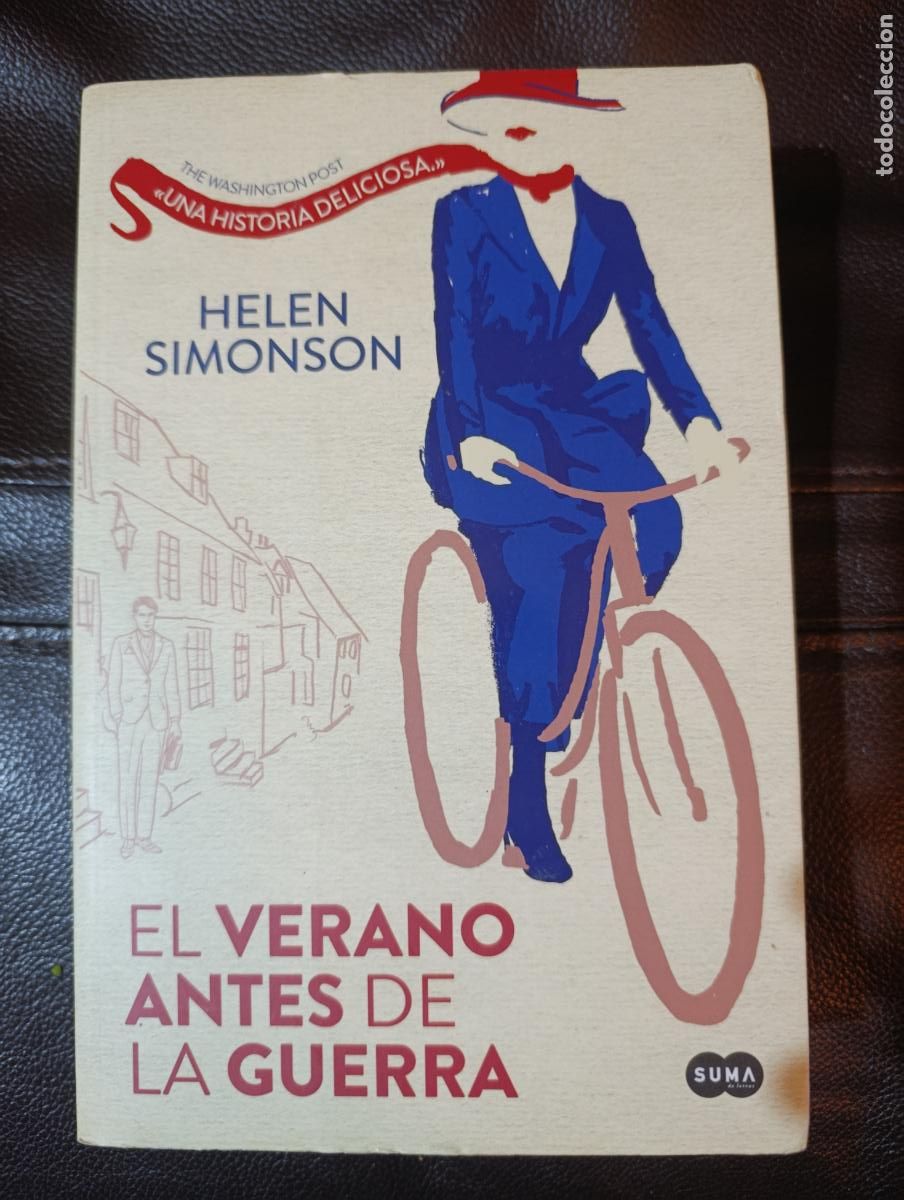 todocoleccion
THE WASHINGTON POST
«UNA HISTORIA DELICIOSA.»
HELEN
SIMONSON
EL VERANO
ANTES DE
LA GUERRA
SUMA
de letras